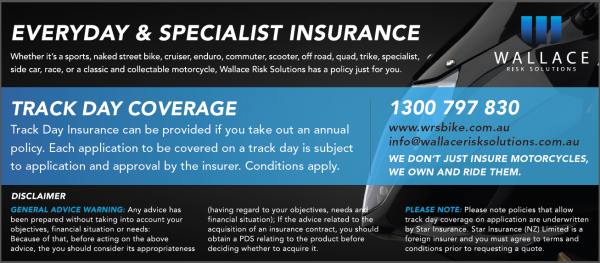 EVERYDAY & SPECIALIST INSURANCE
Whether it's a sports, naked street bike, cruiser, enduro, commuter, scooter, off road, quad, trike, specialist,
side car, race, or a classic and collectable motorcycle, Wallace Risk Solutions has a policy just for you.
WALLACE
RISK SOLUTIONS
TRACK DAY COVERAGE
Track Day Insurance can be provided if you take out an annual
policy. Each application to be covered on a track day is subject
to application and approval by the insurer. Conditions apply.
1300 797 830
www.wrsbike.com.au
info@wallacerisksolutions.com.au
WE DON'T JUST INSURE MOTORCYCLES,
WE OWN AND RIDE THEM.
DISCLAIMER
GENERAL ADVICE WARNING: Any advice has
been prepared without taking into account your
objectives, financial situation or needs:
Because of that, before acting on the above
advice, the you should consider its appropriateness
(having regard to your objectives, needs and
financial situation); If the advice related to the
acquisition of an insurance contract, you should
obtain a PDS relating to the product before
deciding whether to acquire it.
PLEASE NOTE: Please note policies that allow
track day coverage on application are underwritten
by Star Insurance. Star Insurance (NZ) Limited is a
foreign insurer and you must agree to terms and
conditions prior to requesting a quote.